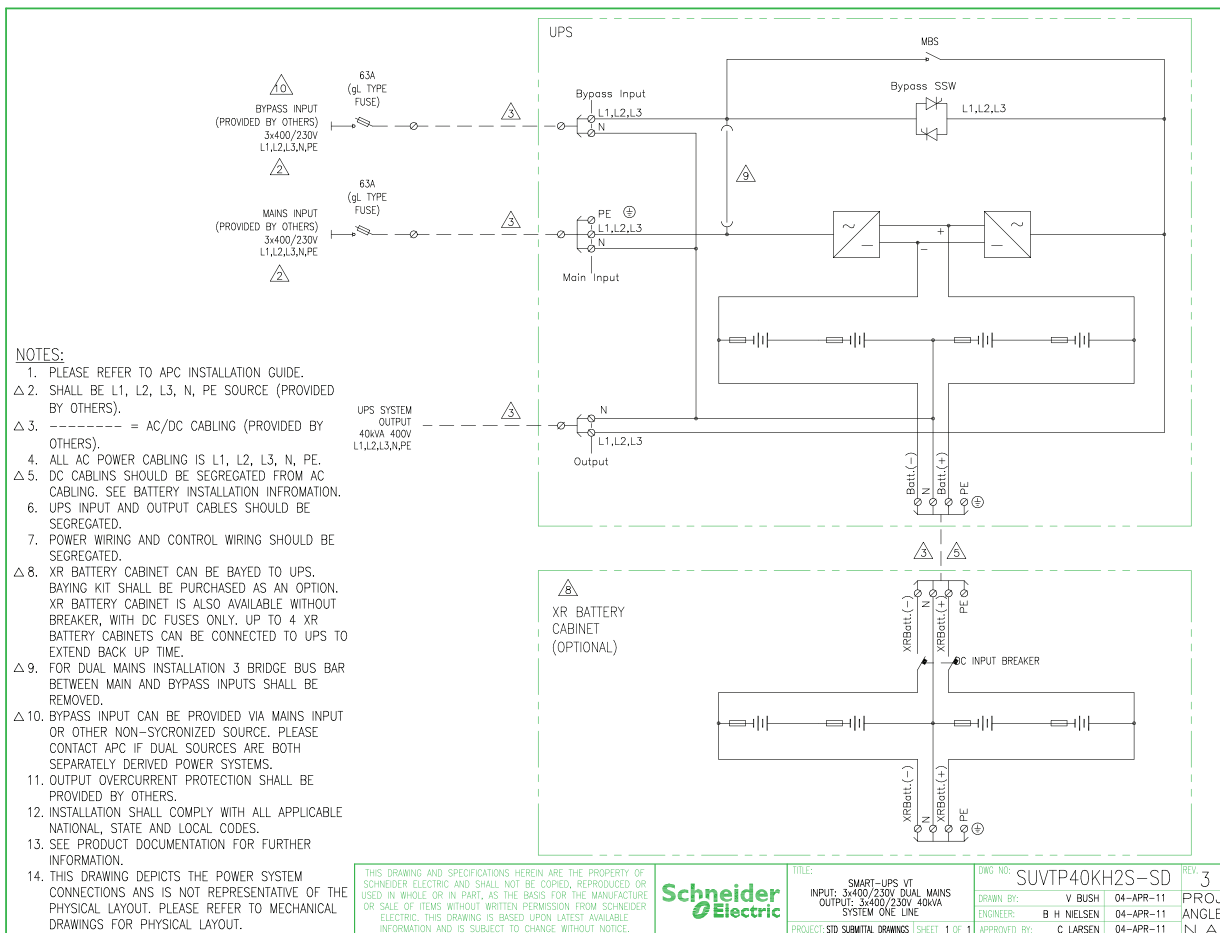 UPS
MBS
Bypass SSW
L1,L2,L3
10
BYPASS INPUT
(PROVIDED BY OTHERS)
3x400/230V
L1,L2,L3,N,PE
2
63A
(gL TYPE
FUSE)
3
Bypass Input
L1,L2,L3
N
9
MAINS INPUT
(PROVIDED BY OTHERS)
3x400/230V
L1,L2,L3,N,PE
2
63A
(gL TYPE
FUSE)
3
PE
L1,L2,L3
N
Main Input
+
-
UPS SYSTEM
OUTPUT
40kVA 400V
L1,L2,L3,N,PE
3
N
L1,L2,L3
Output
Batt.(-)
N
Batt.(+)
PE
3
5
8
XR BATTERY
CABINET
(OPTIONAL)
XRBatt.(-)
N
XRBatt.(+)
PE
DC INPUT BREAKER
XRBatt.(-)
N
XRBatt.(+)
PE
NOTES:
1. PLEASE REFER TO APC INSTALLATION GUIDE.
△2. SHALL BE L1, L2, L3, N, PE SOURCE (PROVIDED
BY OTHERS).
△3. -------- = AC/DC CABLING (PROVIDED BY
OTHERS).
4. ALL AC POWER CABLING IS L1, L2, L3, N, PE.
△5. DC CABLINS SHOULD BE SEGREGATED FROM AC
CABLING. SEE BATTERY INSTALLATION INFROMATION.
6. UPS INPUT AND OUTPUT CABLES SHOULD BE
SEGREGATED.
7. POWER WIRING AND CONTROL WIRING SHOULD BE
SEGREGATED.
△8. XR BATTERY CABINET CAN BE BAYED TO UPS.
BAYING KIT SHALL BE PURCHASED AS AN OPTION.
XR BATTERY CABINET IS ALSO AVAILABLE WITHOUT
BREAKER, WITH DC FUSES ONLY. UP TO 4 XR
BATTERY CABINETS CAN BE CONNECTED TO UPS TO
EXTEND BACK UP TIME.
△9. FOR DUAL MAINS INSTALLATION 3 BRIDGE BUS BAR
BETWEEN MAIN AND BYPASS INPUTS SHALL BE
REMOVED.
△10. BYPASS INPUT CAN BE PROVIDED VIA MAINS INPUT
OR OTHER NON-SYCRONIZED SOURCE. PLEASE
CONTACT APC IF DUAL SOURCES ARE BOTH
SEPARATELY DERIVED POWER SYSTEMS.
11. OUTPUT OVERCURRENT PROTECTION SHALL BE
PROVIDED BY OTHERS.
12. INSTALLATION SHALL COMPLY WITH ALL APPLICABLE
NATIONAL, STATE AND LOCAL CODES.
13. SEE PRODUCT DOCUMENTATION FOR FURTHER
INFORMATION.
14. THIS DRAWING DEPICTS THE POWER SYSTEM
CONNECTIONS ANS IS NOT REPRESENTATIVE OF THE
PHYSICAL LAYOUT. PLEASE REFER TO MECHANICAL
DRAWINGS FOR PHYSICAL LAYOUT.
THIS DRAWING AND SPECIFICATIONS HEREIN ARE THE PROPERTY OF
SCHNEIDER ELECTRIC AND SHALL NOT BE COPIED, REPRODUCED OR
USED IN WHOLE OR IN PART, AS THE BASIS FOR THE MANUFACTURE
OR SALE OF ITEMS WITHOUT WRITTEN PERMISSION FROM SCHNEIDER
ELECTRIC. THIS DRAWING IS BASED UPON LATEST AVAILABLE
INFORMATION AND IS SUBJECT TO CHANGE WITHOUT NOTICE.
Schneider
Electric
TITLE:
SMART-UPS VT
INPUT: 3x400/230V DUAL MAINS
OUTPUT: 3x400/230V 40kVA
SYSTEM ONE LINE
PROJECT: STD SUBMITTAL DRAWINGS SHEET 1 OF 1
DWG NO: SUVTP40KH2S-SD REV. 3
DRAWN BY: V BUSH 04-APR-11 PROJ
ENGINEER: B H NIELSEN 04-APR-11 ANGLE
APPROVED BY: C LARSEN 04-APR-11 N.A